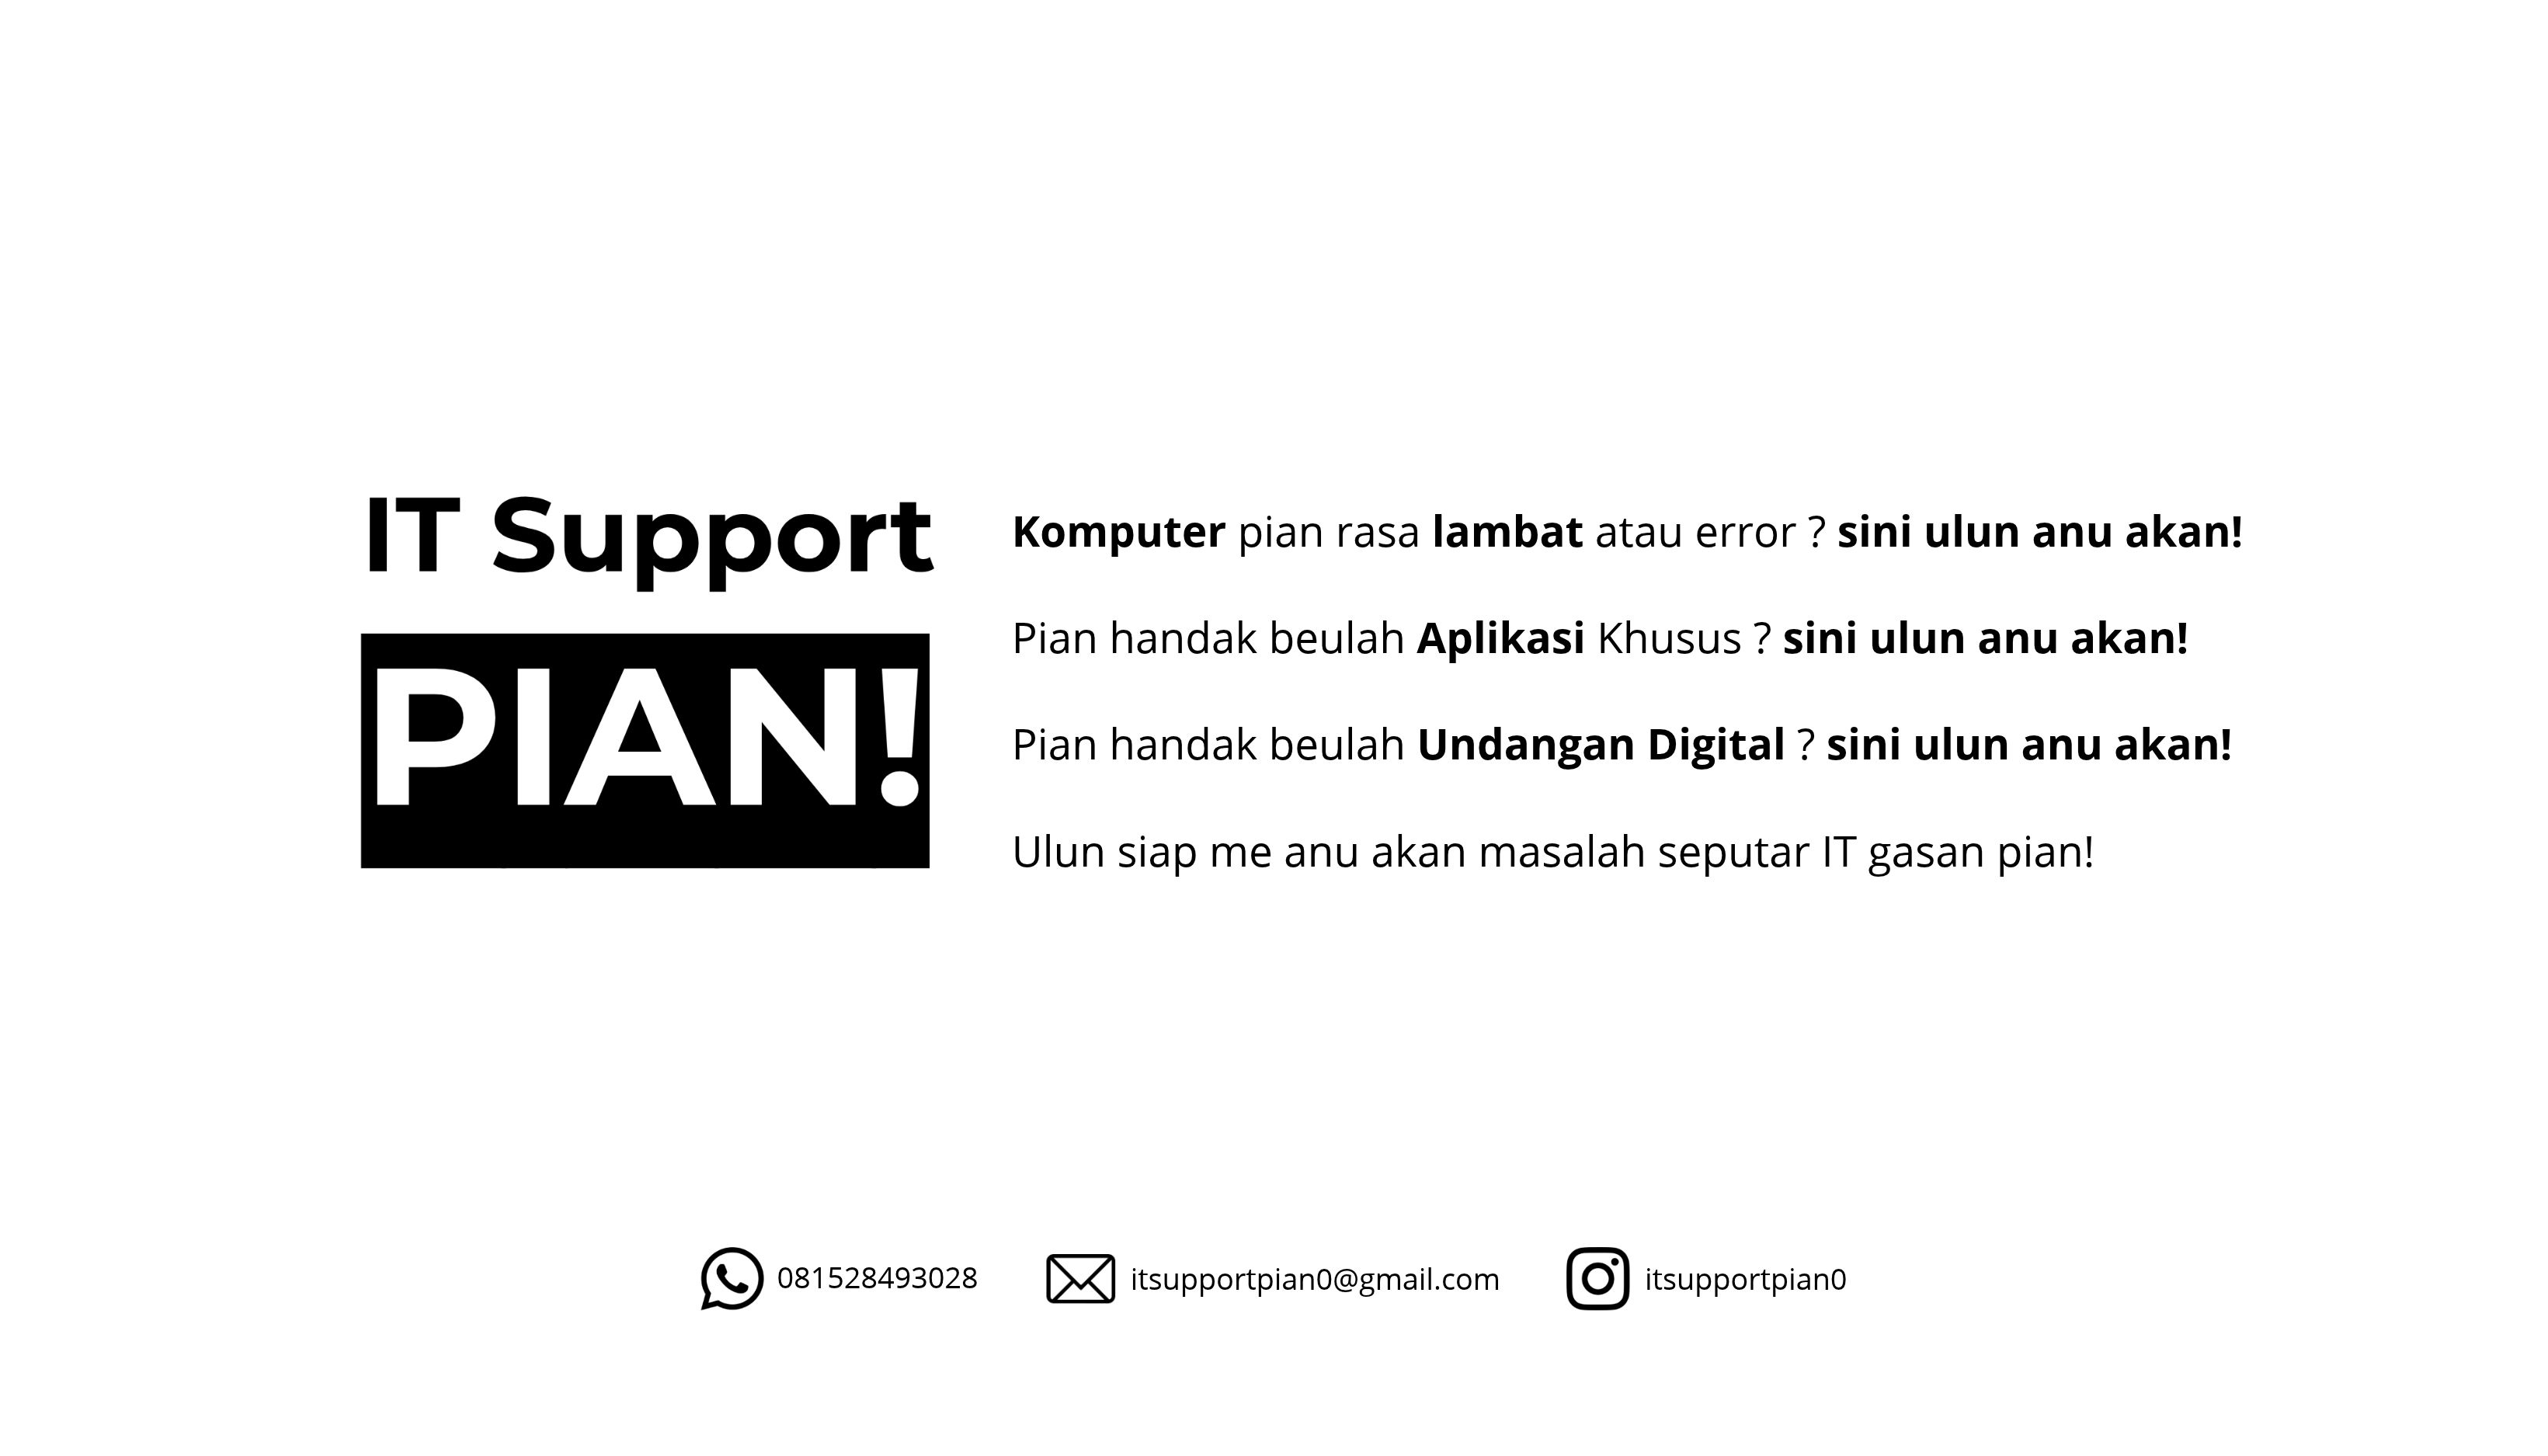 IT Support
PIAN!
Komputer pian rasa lambat atau error ? sini ulun anu akan!
Pian handak beulah Aplikasi Khusus ? sini ulun anu akan!
Pian handak beulah Undangan Digital ? sini ulun anu akan!
Ulun siap me anu akan masalah seputar IT gasan pian!
081528493028
itsupportpian0@gmail.com
itsupportpian0